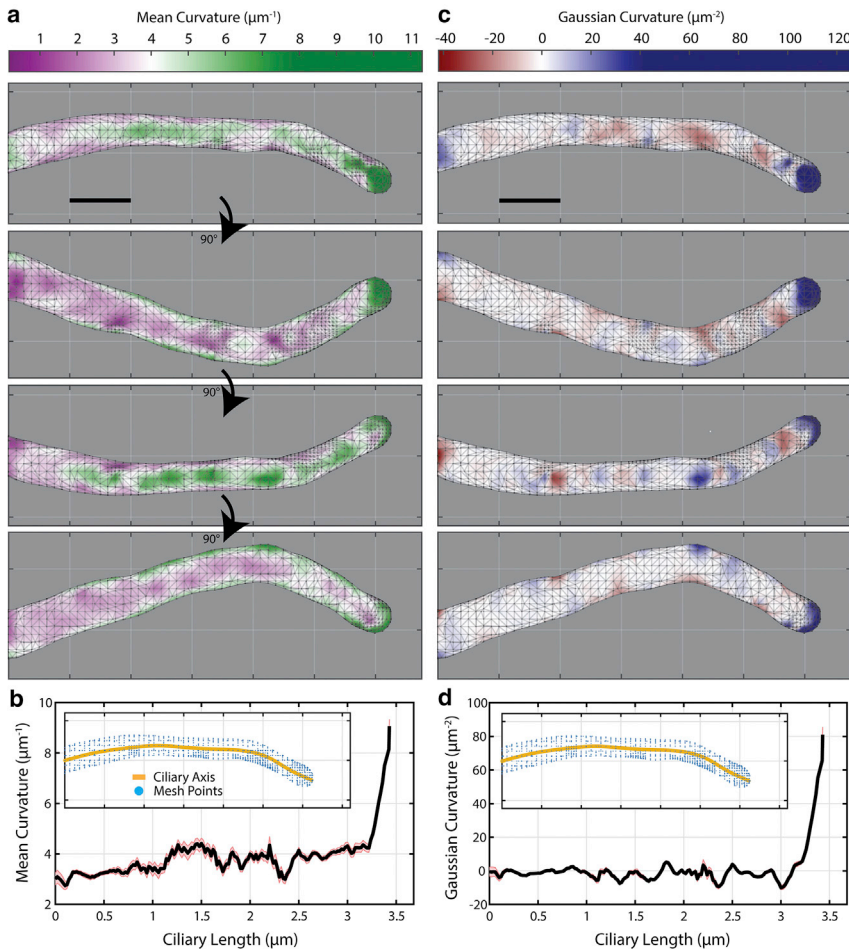 a
Mean Curvature (μm⁻¹)
1 2 3 4 5 6 7 8 9 10 11
90°
90°
90°
c
Gaussian Curvature (μm⁻²)
-40 -20 0 20 40 60 80 100 120
b
Mean Curvature (μm⁻¹)
10
8
6
4
2
Ciliary Axis
Mesh Points
0 0.5 1 1.5 2 2.5 3 3.5
Ciliary Length (μm)
d
Gaussian Curvature (μm⁻²)
100
80
60
40
20
0
-20
0 0.5 1 1.5 2 2.5 3 3.5
Ciliary Length (μm)